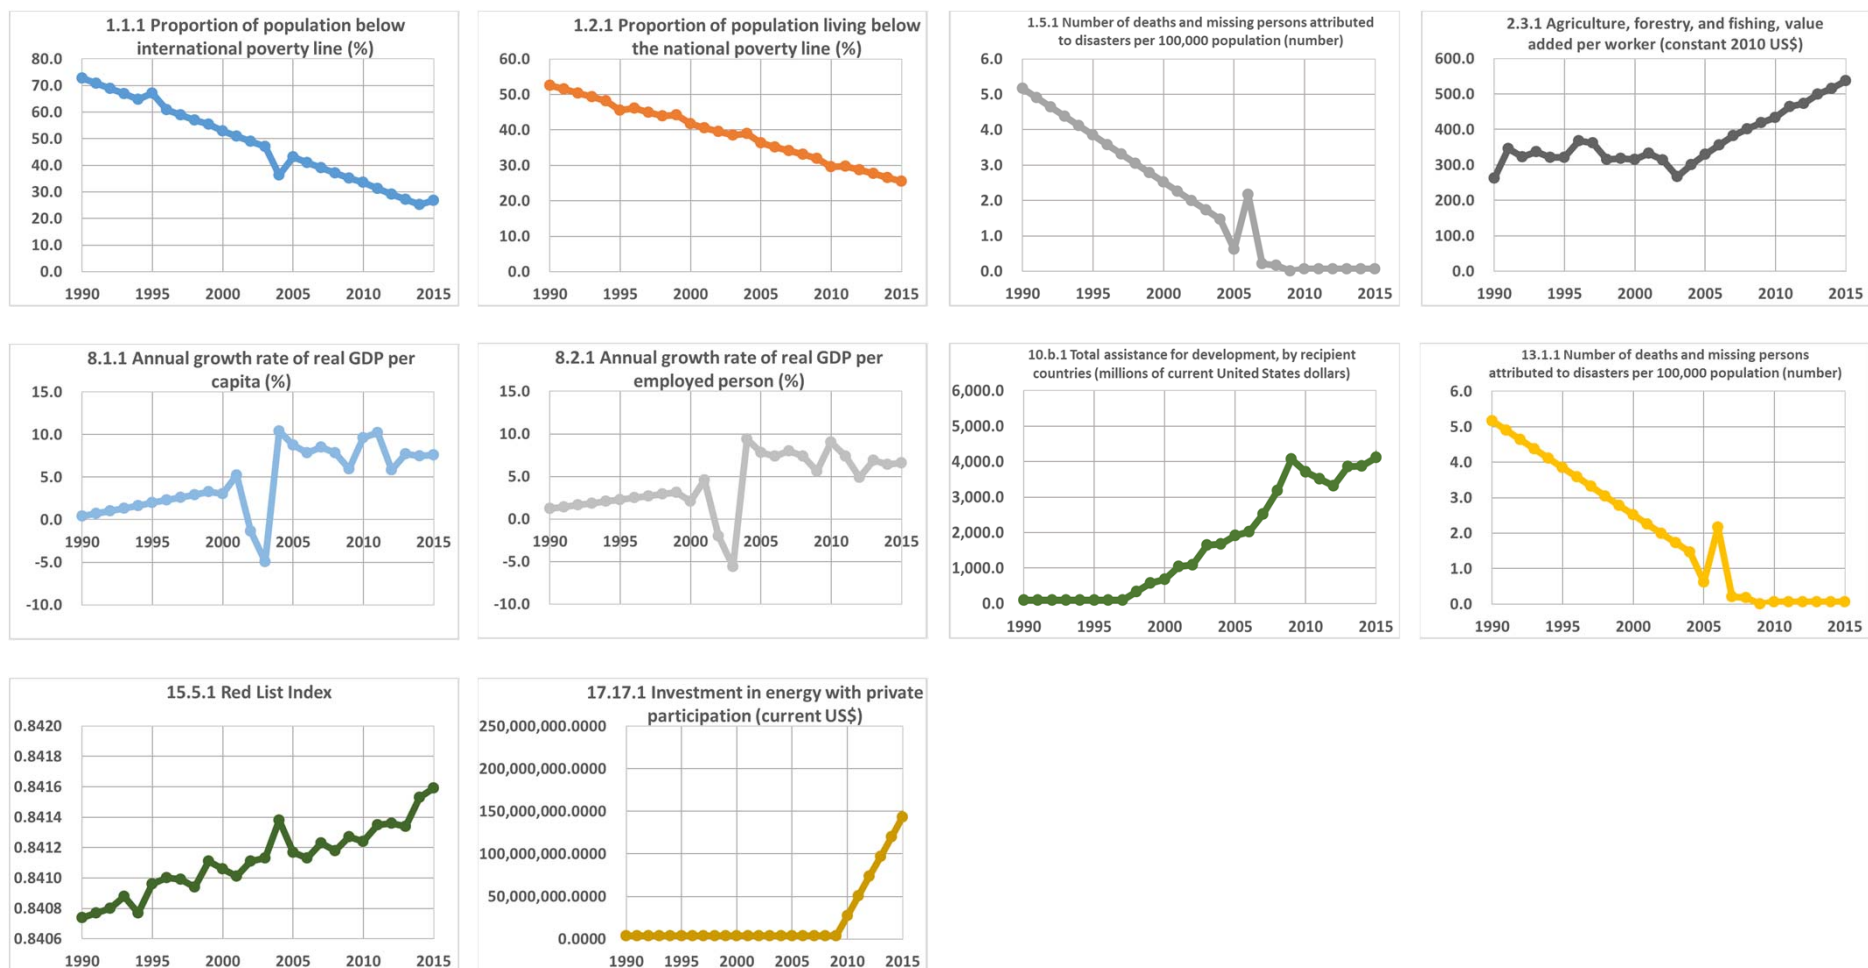 1.1.1 Proportion of population below
international poverty line (%)
80.0
70.0
60.0
50.0
40.0
30.0
20.0
10.0
0.0
1990 1995 2000 2005 2010 2015
1.2.1 Proportion of population living below
the national poverty line (%)
60.0
50.0
40.0
30.0
20.0
10.0
0.0
1990 1995 2000 2005 2010 2015
1.5.1 Number of deaths and missing persons attributed
to disasters per 100,000 population (number)
6.0
5.0
4.0
3.0
2.0
1.0
0.0
1990 1995 2000 2005 2010 2015
2.3.1 Agriculture, forestry, and fishing, value
added per worker (constant 2010 US$)
600.0
500.0
400.0
300.0
200.0
100.0
0.0
1990 1995 2000 2005 2010 2015
8.1.1 Annual growth rate of real GDP per
capita (%)
15.0
10.0
5.0
0.0
1990 1995 2000 2005 2010 2015
-5.0
-10.0
8.2.1 Annual growth rate of real GDP per
employed person (%)
15.0
10.0
5.0
0.0
1990 1995 2000 2005 2010 2015
-5.0
-10.0
10.b.1 Total assistance for development, by recipient
countries (millions of current United States dollars)
6,000.0
5,000.0
4,000.0
3,000.0
2,000.0
1,000.0
0.0
1990 1995 2000 2005 2010 2015
13.1.1 Number of deaths and missing persons
attributed to disasters per 100,000 population (number)
6.0
5.0
4.0
3.0
2.0
1.0
0.0
1990 1995 2000 2005 2010 2015
15.5.1 Red List Index
0.8420
0.8418
0.8416
0.8414
0.8412
0.8410
0.8408
0.8406
1990 1995 2000 2005 2010 2015
17.17.1 Investment in energy with private
participation (current US$)
250,000,000.0000
200,000,000.0000
150,000,000.0000
100,000,000.0000
50,000,000.0000
0.0000
1990 1995 2000 2005 2010 2015